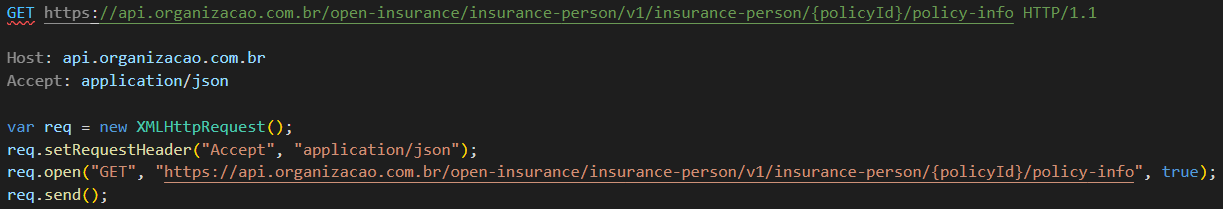 GET https://api.organizacao.com.br/open-insurance/insurance-person/v1/insurance-person/{policyId}/policy-info HTTP/1.1
Host: api.organizacao.com.br
Accept: application/json
var req = new XMLHttpRequest();
req.setRequestHeader("Accept", "application/json");
req.open("GET", "https://api.organizacao.com.br/open-insurance/insurance-person/v1/insurance-person/{policyId}/policy-info", true);
req.send();